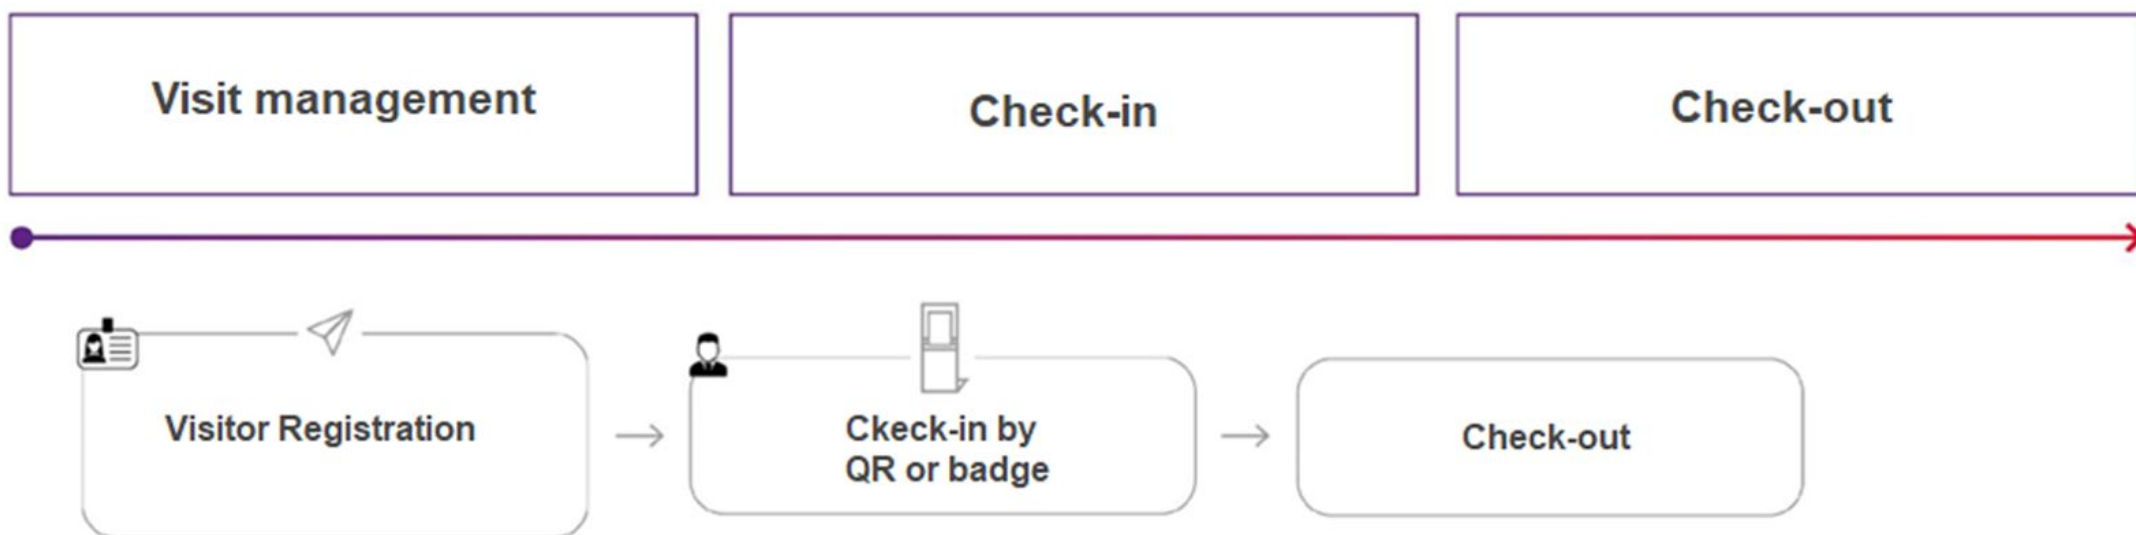 Visit management
Check-in
Check-out
Visitor Registration
Ckeck-in by
QR or badge
Check-out